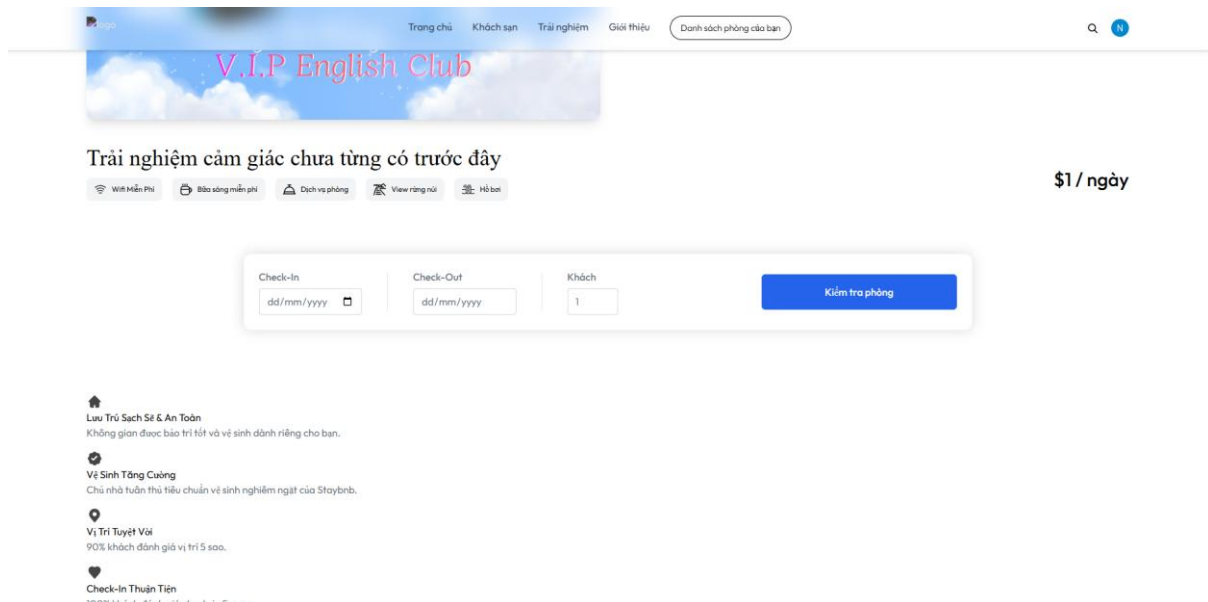 logo
Trang chủ Khách sạn Trải nghiệm Giới thiệu Danh sách phòng của bạn N
V.I.P English Club
Trải nghiệm cảm giác chưa từng có trước đây
Wifi Miễn Phí Bữa sáng miễn phí Dịch vụ phòng View rừng núi Hồ bơi
$1 / ngày
Check-In Check-Out Khách
dd/mm/yyyy dd/mm/yyyy 1 Kiểm tra phòng
Lưu Trú Sạch Sẽ & An Toàn
Không gian được bảo trì tốt và vệ sinh dành riêng cho bạn.
Vệ Sinh Tăng Cường
Chủ nhà tuân thủ tiêu chuẩn vệ sinh nghiêm ngặt của Staybnb.
Vị Trí Tuyệt Vời
90% khách đánh giá vị trí 5 sao.
Check-In Thuận Tiện